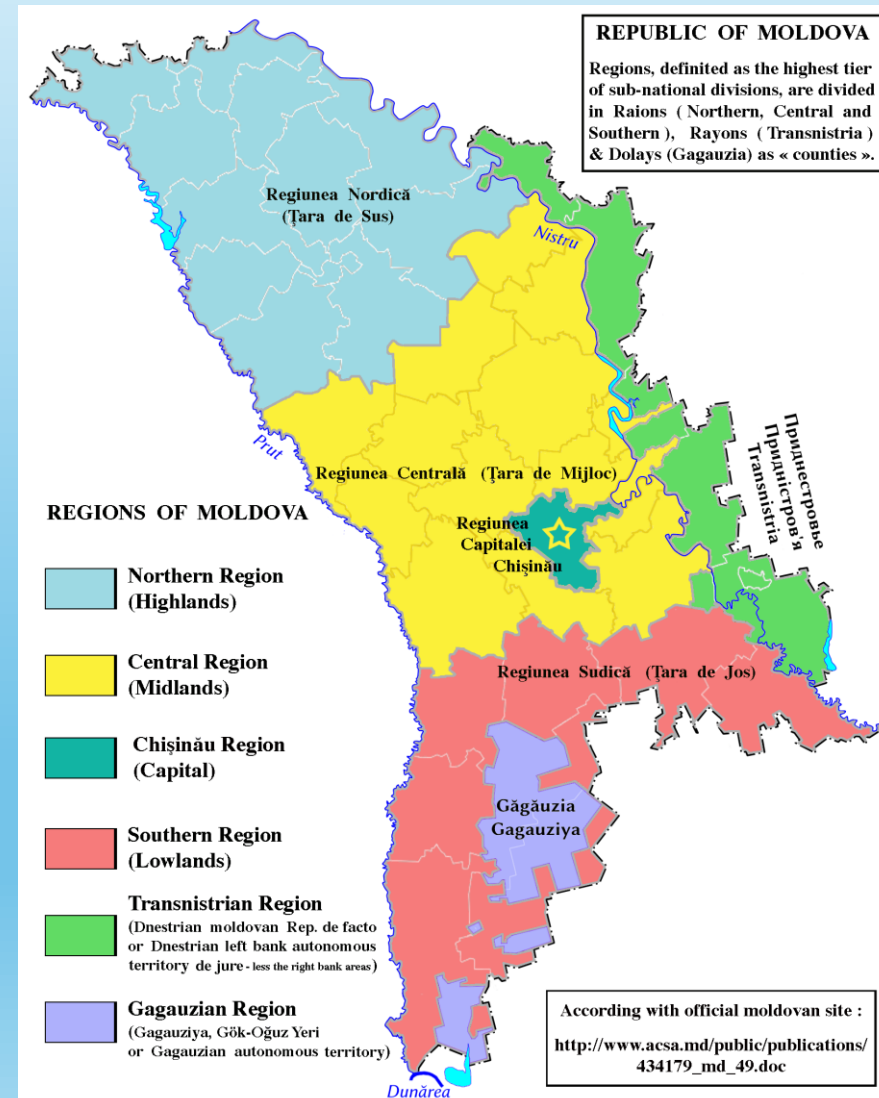 REPUBLIC OF MOLDOVA
Regions, definited as the highest tier
of sub-national divisions, are divided
in Raions ( Northern, Central and
Southern ), Rayons ( Transnistria )
& Dolays (Gagauzia) as « counties ».
Regiunea Nordică
(Ţara de Sus)
Nistru
Prut
Regiunea Centrală (Ţara de Mijloc)
Приднестровье
Придністров'я
Transnistria
Regiunea
Capitalei
Chişinău
Regiunea Sudică (Ţara de Jos)
Găgăuzia
Gagauziya
Dunărea
REGIONS OF MOLDOVA
Northern Region
(Highlands)
Central Region
(Midlands)
Chişinău Region
(Capital)
Southern Region
(Lowlands)
Transnistrian Region
(Dnestrian moldovan Rep. de facto
or Dnestrian left bank autonomous
territory de jure - less the right bank areas)
Gagauzian Region
(Gagauziya, Gök-Oğuz Yeri
or Gagauzian autonomous territory)
According with official moldovan site :
http://www.acsa.md/public/publications/
434179_md_49.doc